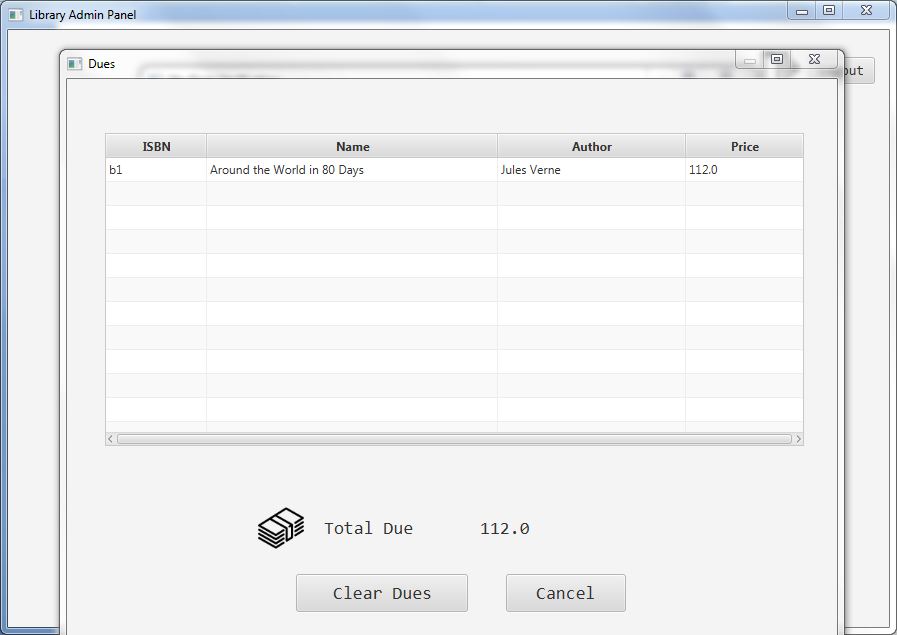 Library Admin Panel
Dues
ISBN Name Author Price
b1 Around the World in 80 Days Jules Verne 112.0
Total Due 112.0
Clear Dues Cancel